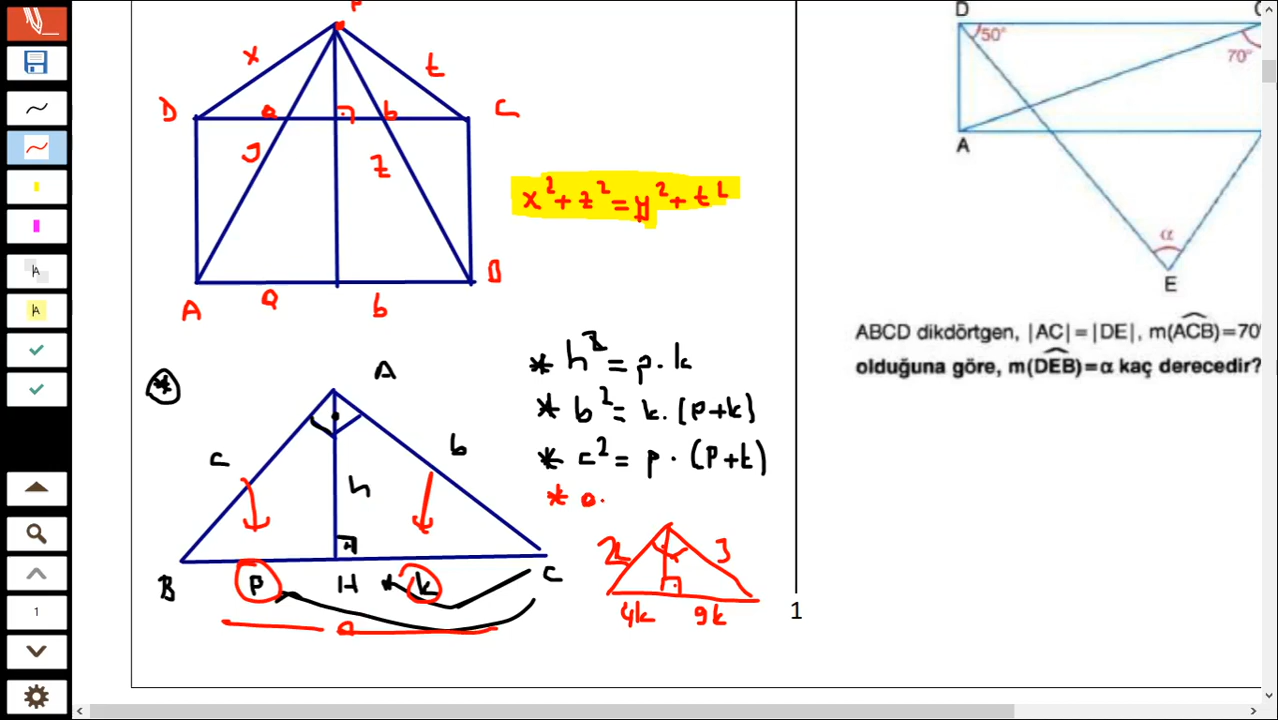 P
x
t
D
a
b
C
y
z
x² + z² = y² + t²
A
a
b
B
*
A
c
b
h
B
P
H
* k
C
a
* h² = p . k
* b² = k . (p+k)
* c² = p . (p+k)
* a .
2
3
4k
9k
1
D
C
50°
70°
A
α
E
ABCD dikdörtgen, |AC| = |DE|, m(ACB)=70°
olduğuna göre, m(DEB)=α kaç derecedir?
A
A
1